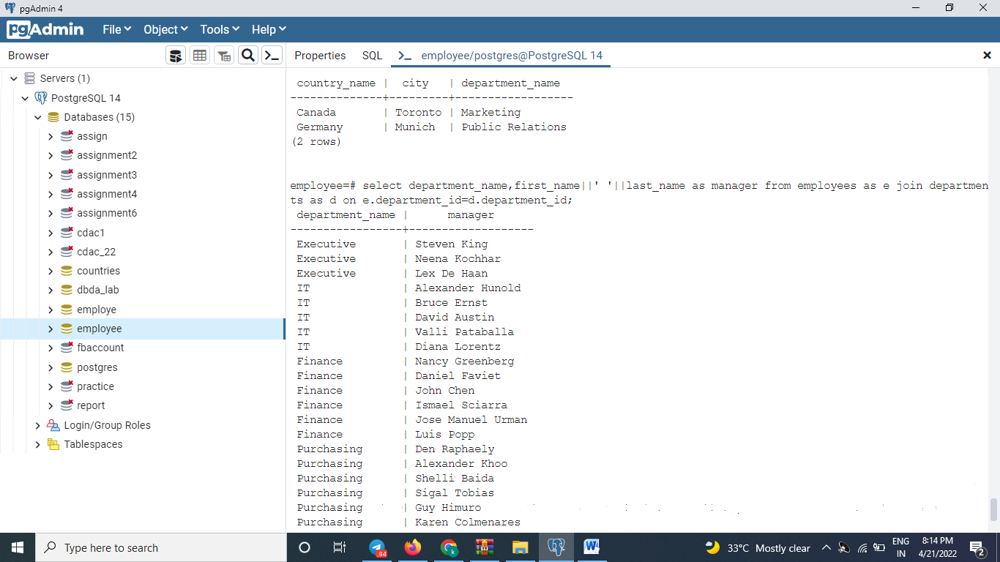 pgAdmin 4
pgAdmin File Object Tools Help
Browser
Properties SQL employee/postgres@PostgreSQL 14
Servers (1)
PostgreSQL 14
Databases (15)
assign
assignment2
assignment3
assignment4
assignment6
cdac1
cdac_22
countries
dbda_lab
employe
employee
fbaccount
postgres
practice
report
Login/Group Roles
Tablespaces
country_name | city | department_name
--------------+---------+-----------------
Canada | Toronto | Marketing
Germany | Munich | Public Relations
(2 rows)
employee=# select department_name,first_name||' '||last_name as manager from employees as e join departmen
ts as d on e.department_id=d.department_id;
department_name | manager
-----------------+-------------------
Executive | Steven King
Executive | Neena Kochhar
Executive | Lex De Haan
IT | Alexander Hunold
IT | Bruce Ernst
IT | David Austin
IT | Valli Pataballa
IT | Diana Lorentz
Finance | Nancy Greenberg
Finance | Daniel Faviet
Finance | John Chen
Finance | Ismael Sciarra
Finance | Jose Manuel Urman
Finance | Luis Popp
Purchasing | Den Raphaely
Purchasing | Alexander Khoo
Purchasing | Shelli Baida
Purchasing | Sigal Tobias
Purchasing | Guy Himuro
Purchasing | Karen Colmenares
Type here to search
94
33°C Mostly clear
ENG
IN
8:14 PM
4/21/2022
2